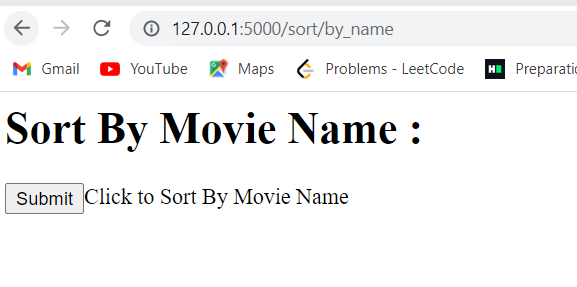 127.0.0.1:5000/sort/by_name
Gmail YouTube Maps Problems - LeetCode Preparatio
Sort By Movie Name :
Submit Click to Sort By Movie Name